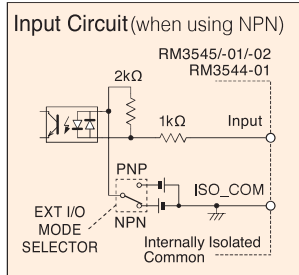 Input Circuit (when using NPN)
RM3545/-01/-02
RM3544-01
2kΩ
1kΩ
Input
PNP
ISO_COM
EXT I/O
MODE
SELECTOR
NPN
Internally Isolated
Common